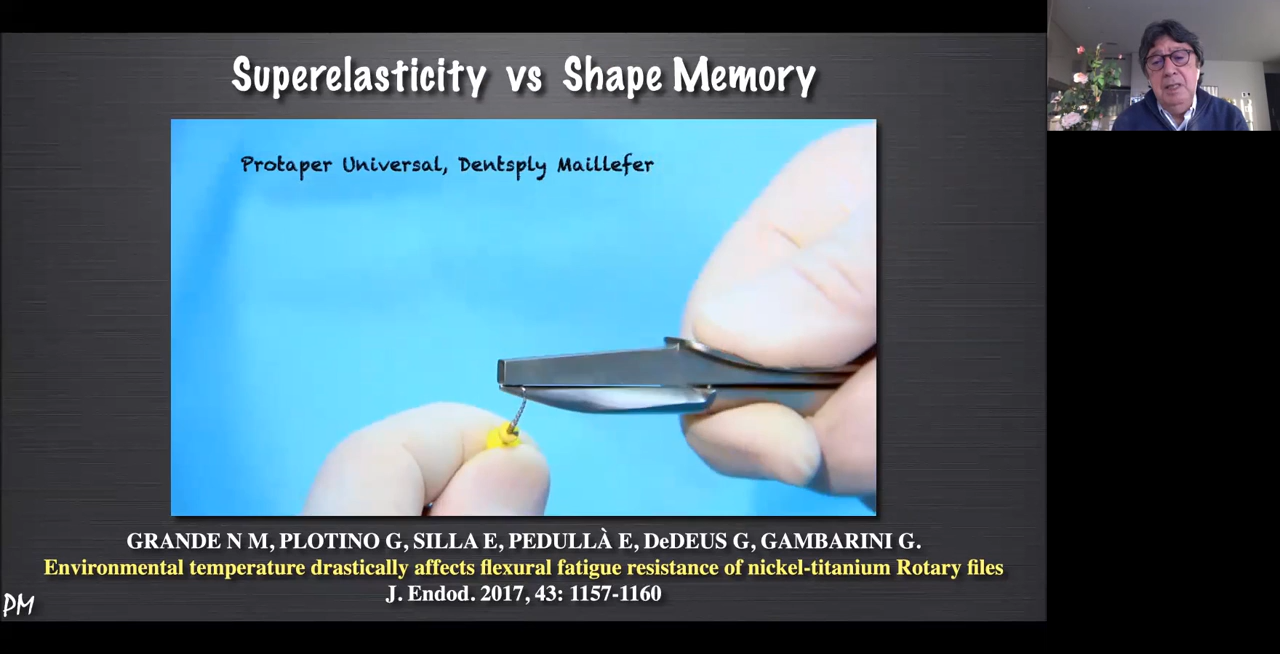 Superelasticity vs Shape Memory
Protaper Universal, Dentsply Maillefer
GRANDE N M, PLOTINO G, SILLA E, PEDULLÀ E, DeDEUS G, GAMBARINI G.
Environmental temperature drastically affects flexural fatigue resistance of nickel-titanium Rotary files
J. Endod. 2017, 43: 1157-1160
PM